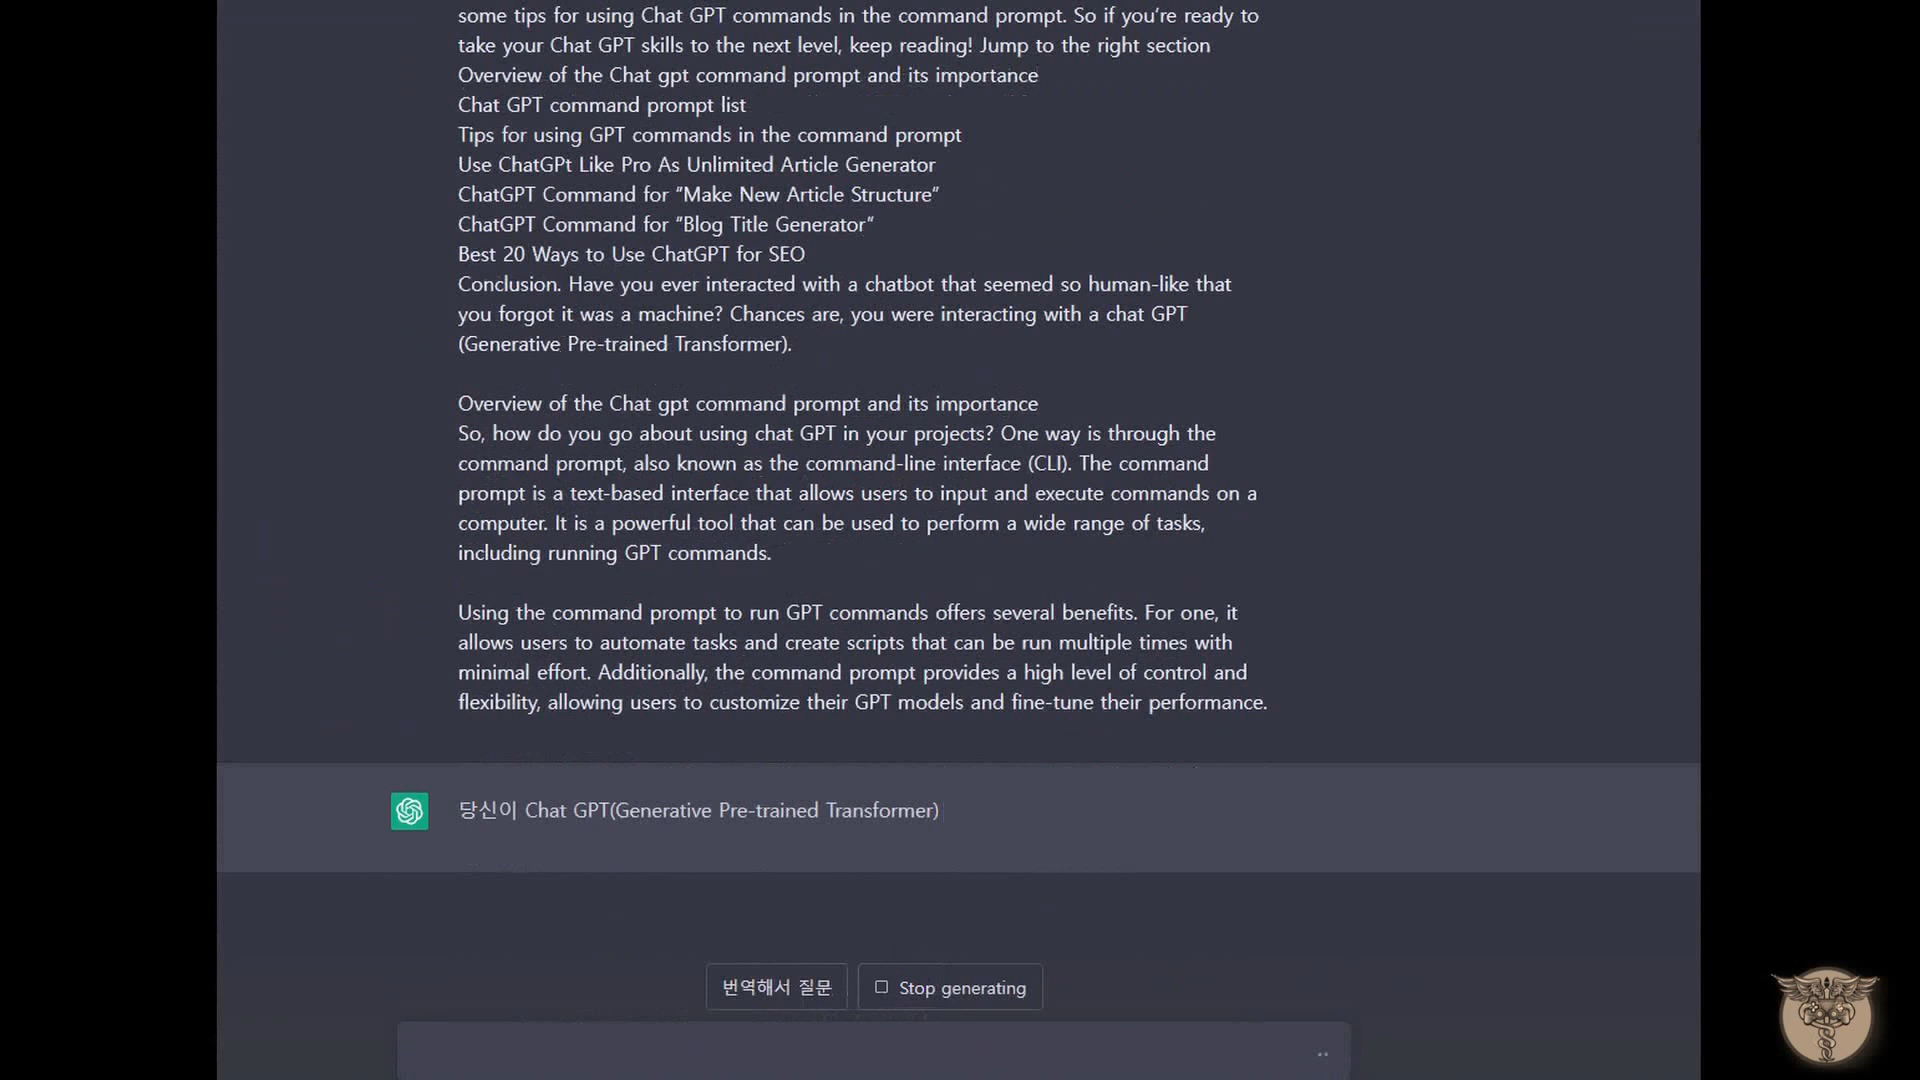 some tips for using Chat GPT commands in the command prompt. So if you're ready to
take your Chat GPT skills to the next level, keep reading! Jump to the right section
Overview of the Chat gpt command prompt and its importance
Chat GPT command prompt list
Tips for using GPT commands in the command prompt
Use ChatGPt Like Pro As Unlimited Article Generator
ChatGPT Command for “Make New Article Structure”
ChatGPT Command for “Blog Title Generator”
Best 20 Ways to Use ChatGPT for SEO
Conclusion. Have you ever interacted with a chatbot that seemed so human-like that
you forgot it was a machine? Chances are, you were interacting with a chat GPT
(Generative Pre-trained Transformer).
Overview of the Chat gpt command prompt and its importance
So, how do you go about using chat GPT in your projects? One way is through the
command prompt, also known as the command-line interface (CLI). The command
prompt is a text-based interface that allows users to input and execute commands on a
computer. It is a powerful tool that can be used to perform a wide range of tasks,
including running GPT commands.
Using the command prompt to run GPT commands offers several benefits. For one, it
allows users to automate tasks and create scripts that can be run multiple times with
minimal effort. Additionally, the command prompt provides a high level of control and
flexibility, allowing users to customize their GPT models and fine-tune their performance.
당신이 Chat GPT(Generative Pre-trained Transformer)
번역해서 질문
Stop generating